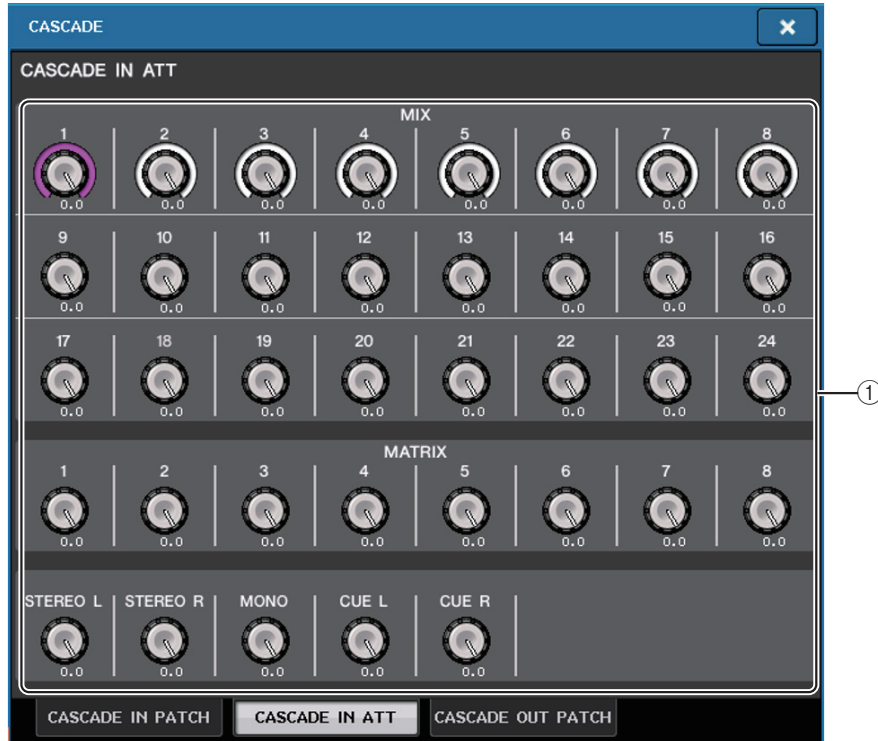 CASCADE
CASCADE IN ATT
MIX
1 2 3 4 5 6 7 8
0.0 0.0 0.0 0.0 0.0 0.0 0.0 0.0
9 10 11 12 13 14 15 16
0.0 0.0 0.0 0.0 0.0 0.0 0.0 0.0
17 18 19 20 21 22 23 24
0.0 0.0 0.0 0.0 0.0 0.0 0.0 0.0
①
MATRIX
1 2 3 4 5 6 7 8
0.0 0.0 0.0 0.0 0.0 0.0 0.0 0.0
STEREO L STEREO R MONO CUE L CUE R
0.0 0.0 0.0 0.0 0.0
CASCADE IN PATCH CASCADE IN ATT CASCADE OUT PATCH